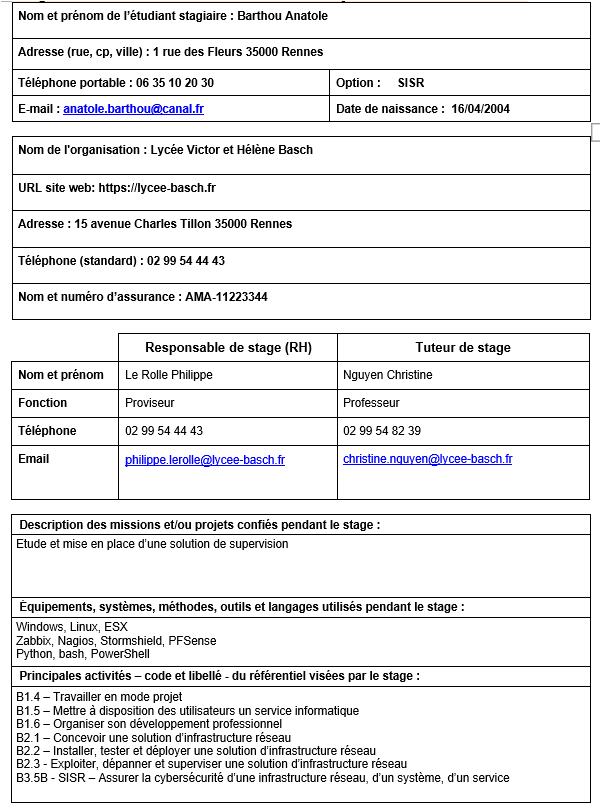 Nom et prénom de l'étudiant stagiaire : Barthou Anatole
Adresse (rue, cp, ville) : 1 rue des Fleurs 35000 Rennes
Téléphone portable : 06 35 10 20 30
Option : SISR
E-mail : anatole.barthou@canal.fr
Date de naissance : 16/04/2004
Nom de l'organisation : Lycée Victor et Hélène Basch
URL site web: https://lycee-basch.fr
Adresse : 15 avenue Charles Tillon 35000 Rennes
Téléphone (standard) : 02 99 54 44 43
Nom et numéro d'assurance : AMA-11223344
Responsable de stage (RH) Tuteur de stage
Nom et prénom Le Rolle Philippe Nguyen Christine
Fonction Proviseur Professeur
Téléphone 02 99 54 44 43 02 99 54 82 39
Email philippe.lerolle@lycee-basch.fr christine.nguyen@lycee-basch.fr
Description des missions et/ou projets confiés pendant le stage :
Etude et mise en place d'une solution de supervision
Équipements, systèmes, méthodes, outils et langages utilisés pendant le stage :
Windows, Linux, ESX
Zabbix, Nagios, Stormshield, PFSense
Python, bash, PowerShell
Principales activités – code et libellé - du référentiel visées par le stage :
B1.4 – Travailler en mode projet
B1.5 – Mettre à disposition des utilisateurs un service informatique
B1.6 – Organiser son développement professionnel
B2.1 – Concevoir une solution d'infrastructure réseau
B2.2 – Installer, tester et déployer une solution d'infrastructure réseau
B2.3 - Exploiter, dépanner et superviser une solution d'infrastructure réseau
B3.5B - SISR – Assurer la cybersécurité d'une infrastructure réseau, d'un système, d'un service